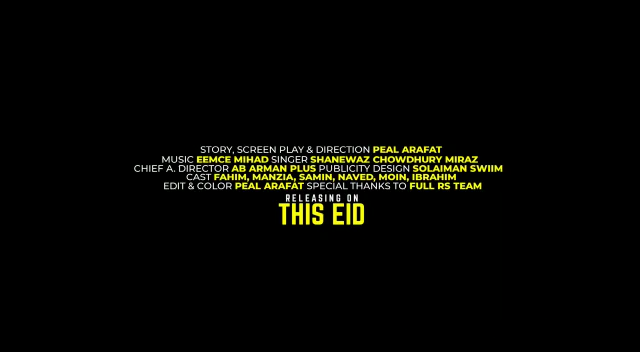 STORY, SCREEN PLAY & DIRECTION PEAL ARAFAT
MUSIC EEMCE MIHAD SINGER SHANEWAZ CHOWDHURY MIRAZ
CHIEF A. DIRECTOR AB ARMAN PLUS PUBLICITY DESIGN SOLAIMAN SWIIM
CAST FAHIM, MANZIA, SAMIN, NAVED, MOIN, IBRAHIM
EDIT & COLOR PEAL ARAFAT SPECIAL THANKS TO FULL RS TEAM
RELEASING ON
THIS EID